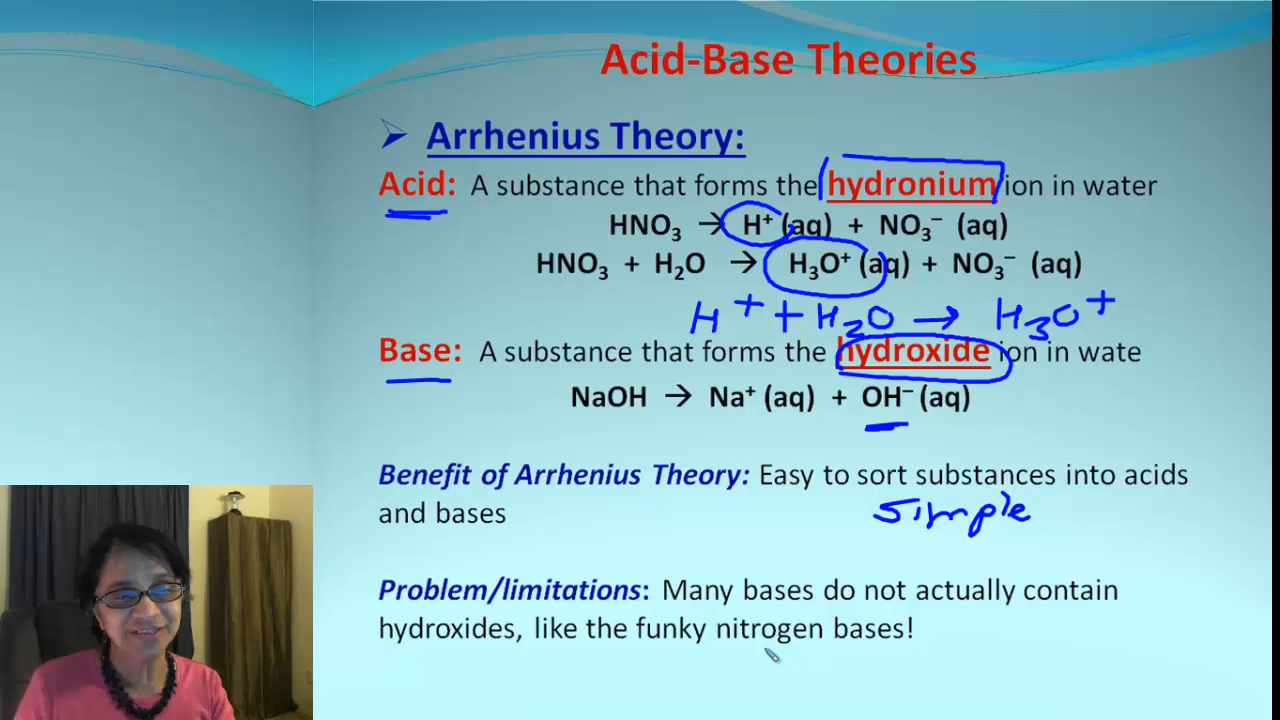 Acid-Base Theories
➢ Arrhenius Theory:
Acid: A substance that forms the hydronium ion in water
HNO₃ → H⁺ (aq) + NO₃⁻ (aq)
HNO₃ + H₂O → H₃O⁺ (aq) + NO₃⁻ (aq)
H⁺ + H₂O → H₃O⁺
Base: A substance that forms the hydroxide ion in wate
NaOH → Na⁺ (aq) + OH⁻ (aq)
Benefit of Arrhenius Theory: Easy to sort substances into acids
and bases
simple
Problem/limitations: Many bases do not actually contain
hydroxides, like the funky nitrogen bases!